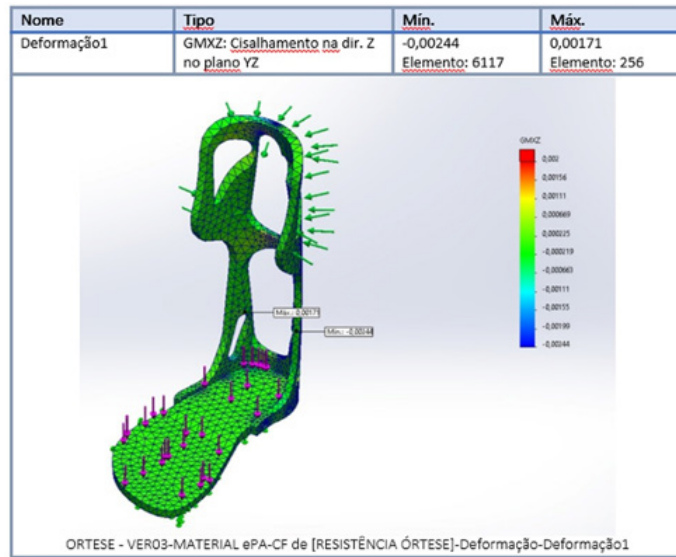 Nome Tipo Mín. Máx.
Deformação1 GMXZ: Cisalhamento na dir. Z -0,00244 0,00171
no plano YZ Elemento: 6117 Elemento: 256
GMXZ
0,002
0,00156
0,00111
0,000669
0,000225
-0,000219
-0,000663
-0,00111
-0,00155
-0,00199
-0,00244
Máx.: 0,00171
Mín.: -0,00244
ORTESE - VER03-MATERIAL ePA-CF de [RESISTÊNCIA ÓRTESE]-Deformação-Deformação1